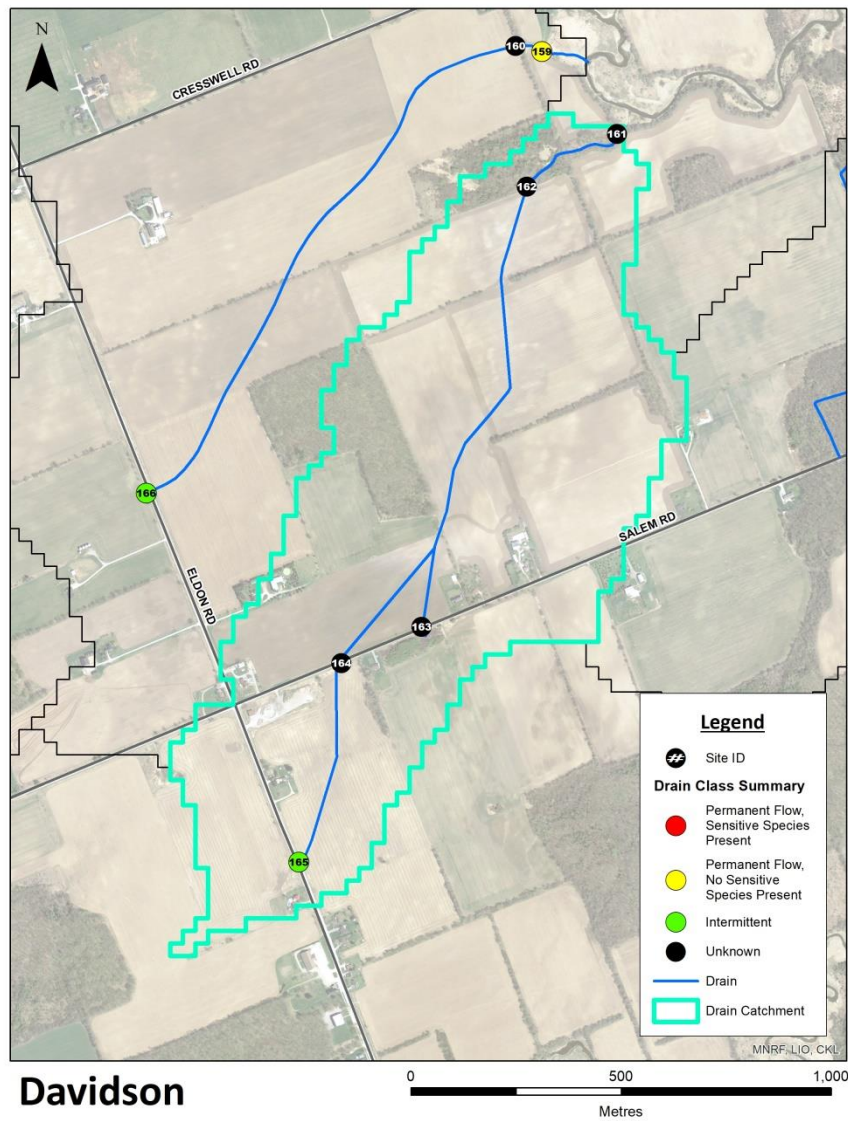 N
CRESSWELL RD
160
159
161
162
166
SALEM RD
ELDON RD
163
164
165
Legend
# Site ID
Drain Class Summary
Permanent Flow,
Sensitive Species
Present
Permanent Flow,
No Sensitive
Species Present
Intermittent
Unknown
Drain
Drain Catchment
MNRF, LIO, CKL
Davidson
0 500 1,000
Metres